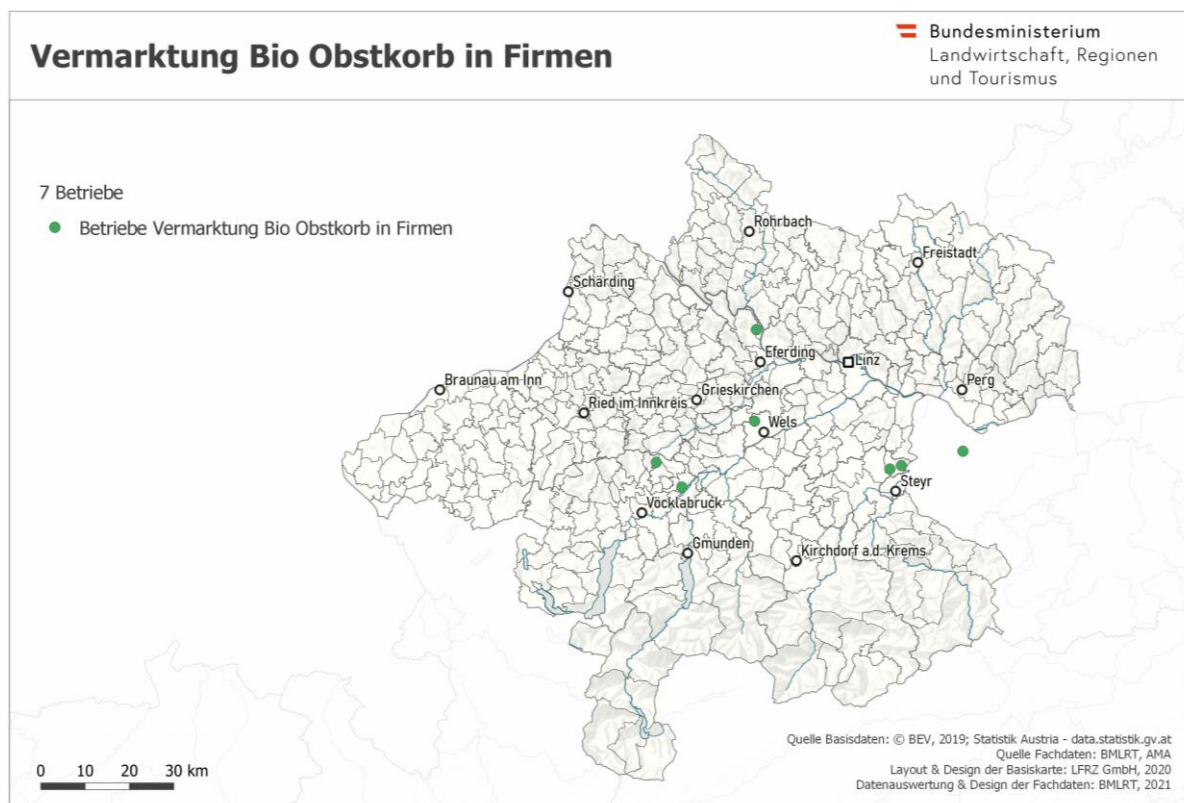 Vermarktung Bio Obstkorb in Firmen
Bundesministerium
Landwirtschaft, Regionen
und Tourismus
7 Betriebe
Betriebe Vermarktung Bio Obstkorb in Firmen
Rohrbach
Freistadt
Schärding
Eferding
Linz
Braunau am Inn
Grieskirchen
Perg
Ried im Innkreis
Wels
Steyr
Vöcklabruck
Gmunden
Kirchdorf a.d. Krems
0 10 20 30 km
Quelle Basisdaten: © BEV, 2019; Statistik Austria - data.statistik.gv.at
Quelle Fachdaten: BMLRT, AMA
Layout & Design der Basiskarte: LFRZ GmbH, 2020
Datenauswertung & Design der Fachdaten: BMLRT, 2021